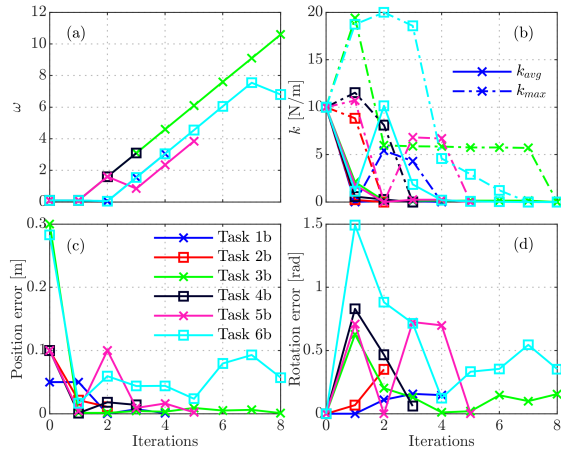 12
10
8
6
4
2
ω
(a)
20
15
10
5
0
k [N/m]
(b)
k_avg
k_max
0.3
0.2
0.1
0
Position error [m]
(c)
Task 1b
Task 2b
Task 3b
Task 4b
Task 5b
Task 6b
0 2 4 6 8
Iterations
1.5
1
0.5
0
Rotation error [rad]
(d)
0 2 4 6 8
Iterations